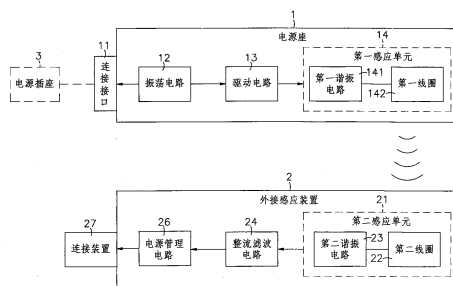 1
电源座
3
电源插座
11
连接接口
12
振荡电路
13
驱动电路
14
第一感应单元
第一谐振电路
141
第一线圈
142
2
外接感应装置
27
连接装置
26
电源管理电路
24
整流滤波电路
21
第二感应单元
第二谐振电路
23
第二线圈
22